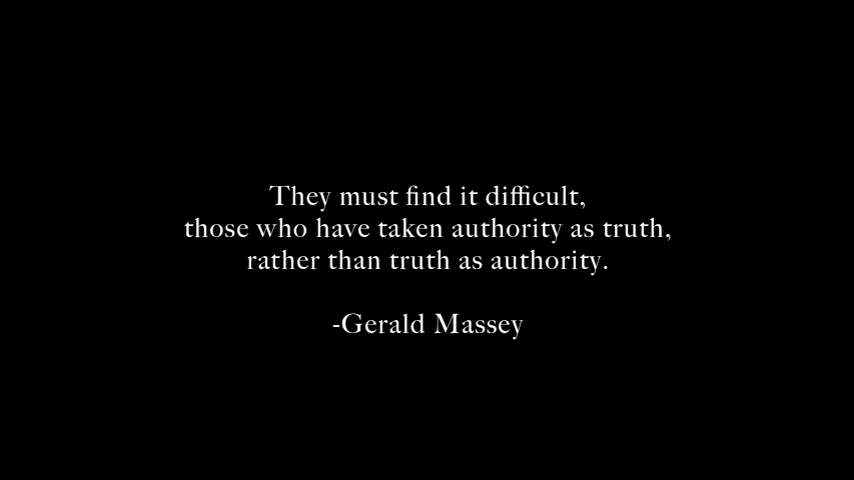 They must find it difficult,
those who have taken authority as truth,
rather than truth as authority.
-Gerald Massey